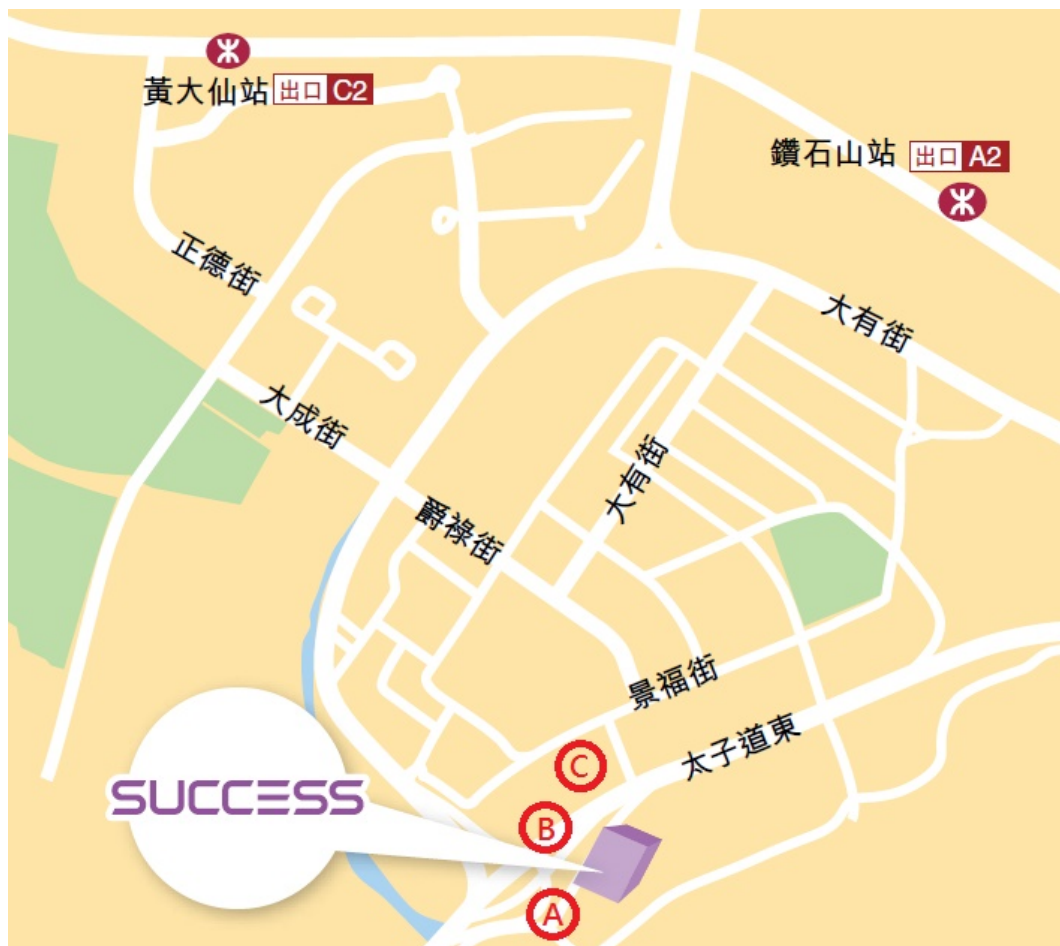 黃大仙站 出口 C2
鑽石山站 出口 A2
正德街
大有街
大成街
大有街
爵祿街
景福街
太子道東
SUCCESS
C
B
A